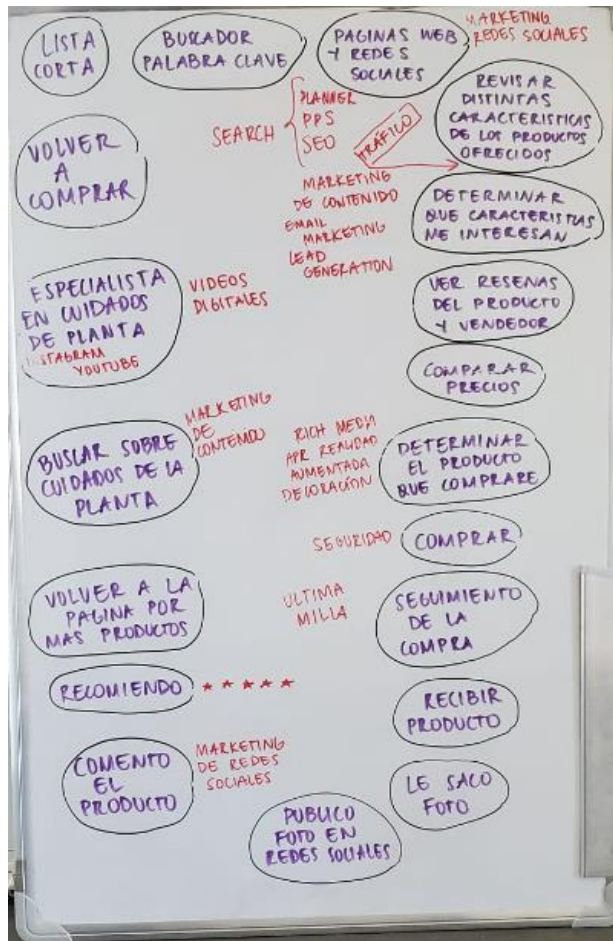 LISTA
CORTA
BUSCADOR
PALABRA CLAVE
PAGINAS WEB
Y REDES
SOCIALES
MARKETING
REDES SOCIALES
REVISAR
DISTINTAS
CARACTERISTICAS
DE LOS PRODUCTOS
OFRECIDOS
SEARCH
PLANNER
PPS
SEO
TRÁFICO
VOLVER
A
COMPRAR
MARKETING
DE CONTENIDO
EMAIL
MARKETING
LEAD
GENERATION
DETERMINAR
QUE CARACTERISTICAS
ME INTERESAN
ESPECIALISTA
EN CUIDADOS
DE PLANTA
INSTAGRAM
YOUTUBE
VIDEOS
DIGITALES
VER RESENAS
DEL PRODUCTO
Y VENDEDOR
COMPARAR
PRECIOS
MARKETING
DE
CONTENIDO
BUSCAR SOBRE
CUIDADOS DE LA
PLANTA
RICH MEDIA
APR REALIDAD
AUMENTADA
DECORACIÓN
DETERMINAR
EL PRODUCTO
QUE COMPRARE
SEGURIDAD
COMPRAR
VOLVER A LA
PAGINA POR
MAS PRODUCTOS
ULTIMA
MILLA
SEGUIMIENTO
DE LA
COMPRA
RECOMIENDO ★ ★ ★ ★ ★
RECIBIR
PRODUCTO
COMENTO
EL
PRODUCTO
MARKETING
DE REDES
SOCIALES
LE SACO
FOTO
PUBLICO
FOTO EN
REDES SOCIALES